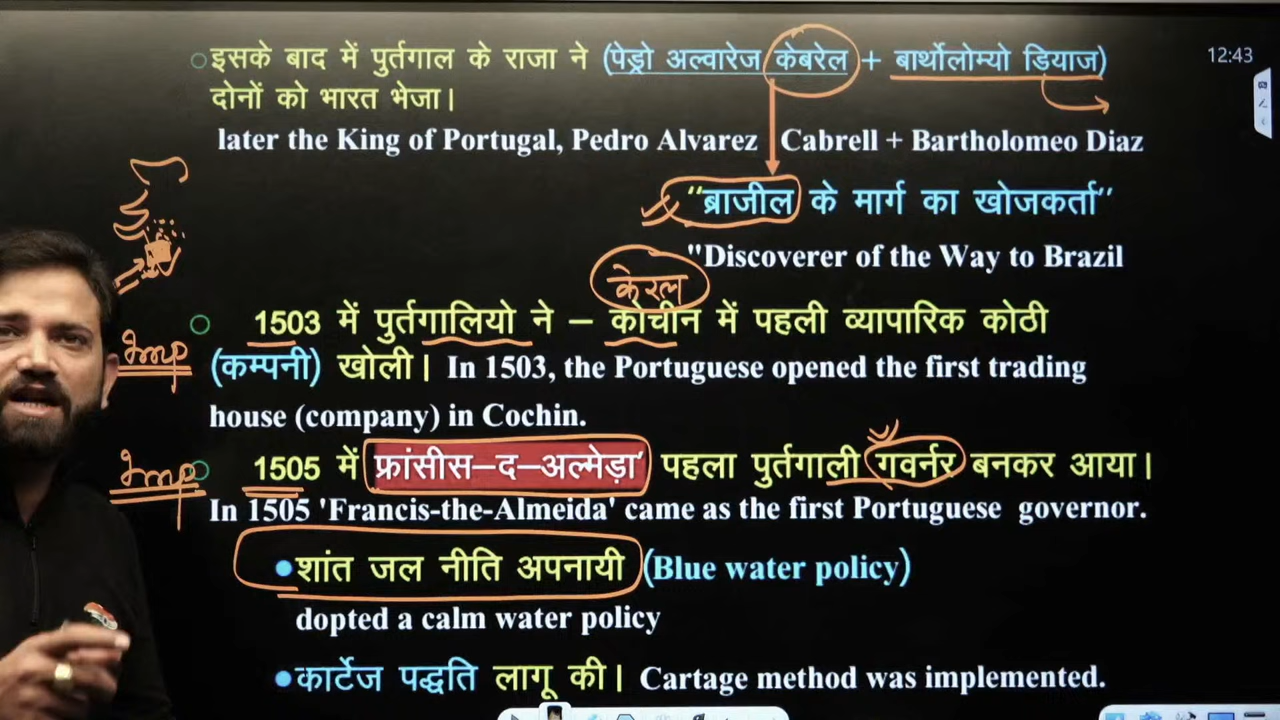 इसके बाद में पुर्तगाल के राजा ने (पेड्रो अल्वारेज केबरेल + बार्थोलोम्यो डियाज)
12:43
दोनों को भारत भेजा।
later the King of Portugal, Pedro Alvarez Cabrell + Bartholomeo Diaz
"ब्राजील के मार्ग का खोजकर्ता"
"Discoverer of the Way to Brazil
केरल
1503 में पुर्तगालियो ने – कोचीन में पहली व्यापारिक कोठी
Imp
(कम्पनी) खोली। In 1503, the Portuguese opened the first trading
house (company) in Cochin.
Imp
1505 में फ्रांसीस–द–अल्मेड़ा' पहला पुर्तगाली गवर्नर बनकर आया।
In 1505 'Francis-the-Almeida' came as the first Portuguese governor.
•शांत जल नीति अपनायी (Blue water policy)
dopted a calm water policy
•कार्टेज पद्धति लागू की। Cartage method was implemented.